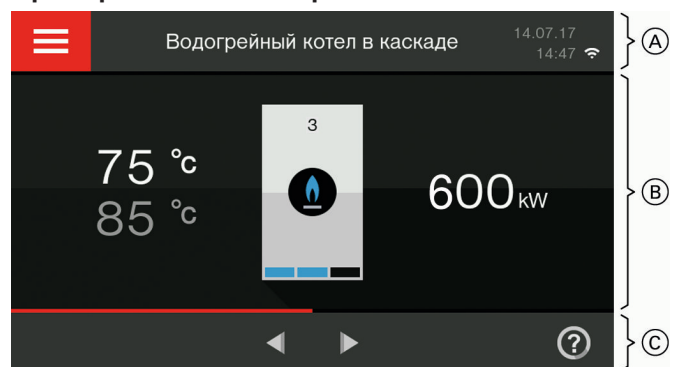 Водогрейный котел в каскаде
14.07.17
14:47
A
3
75 °c
85 °c
600 kW
B
?
C